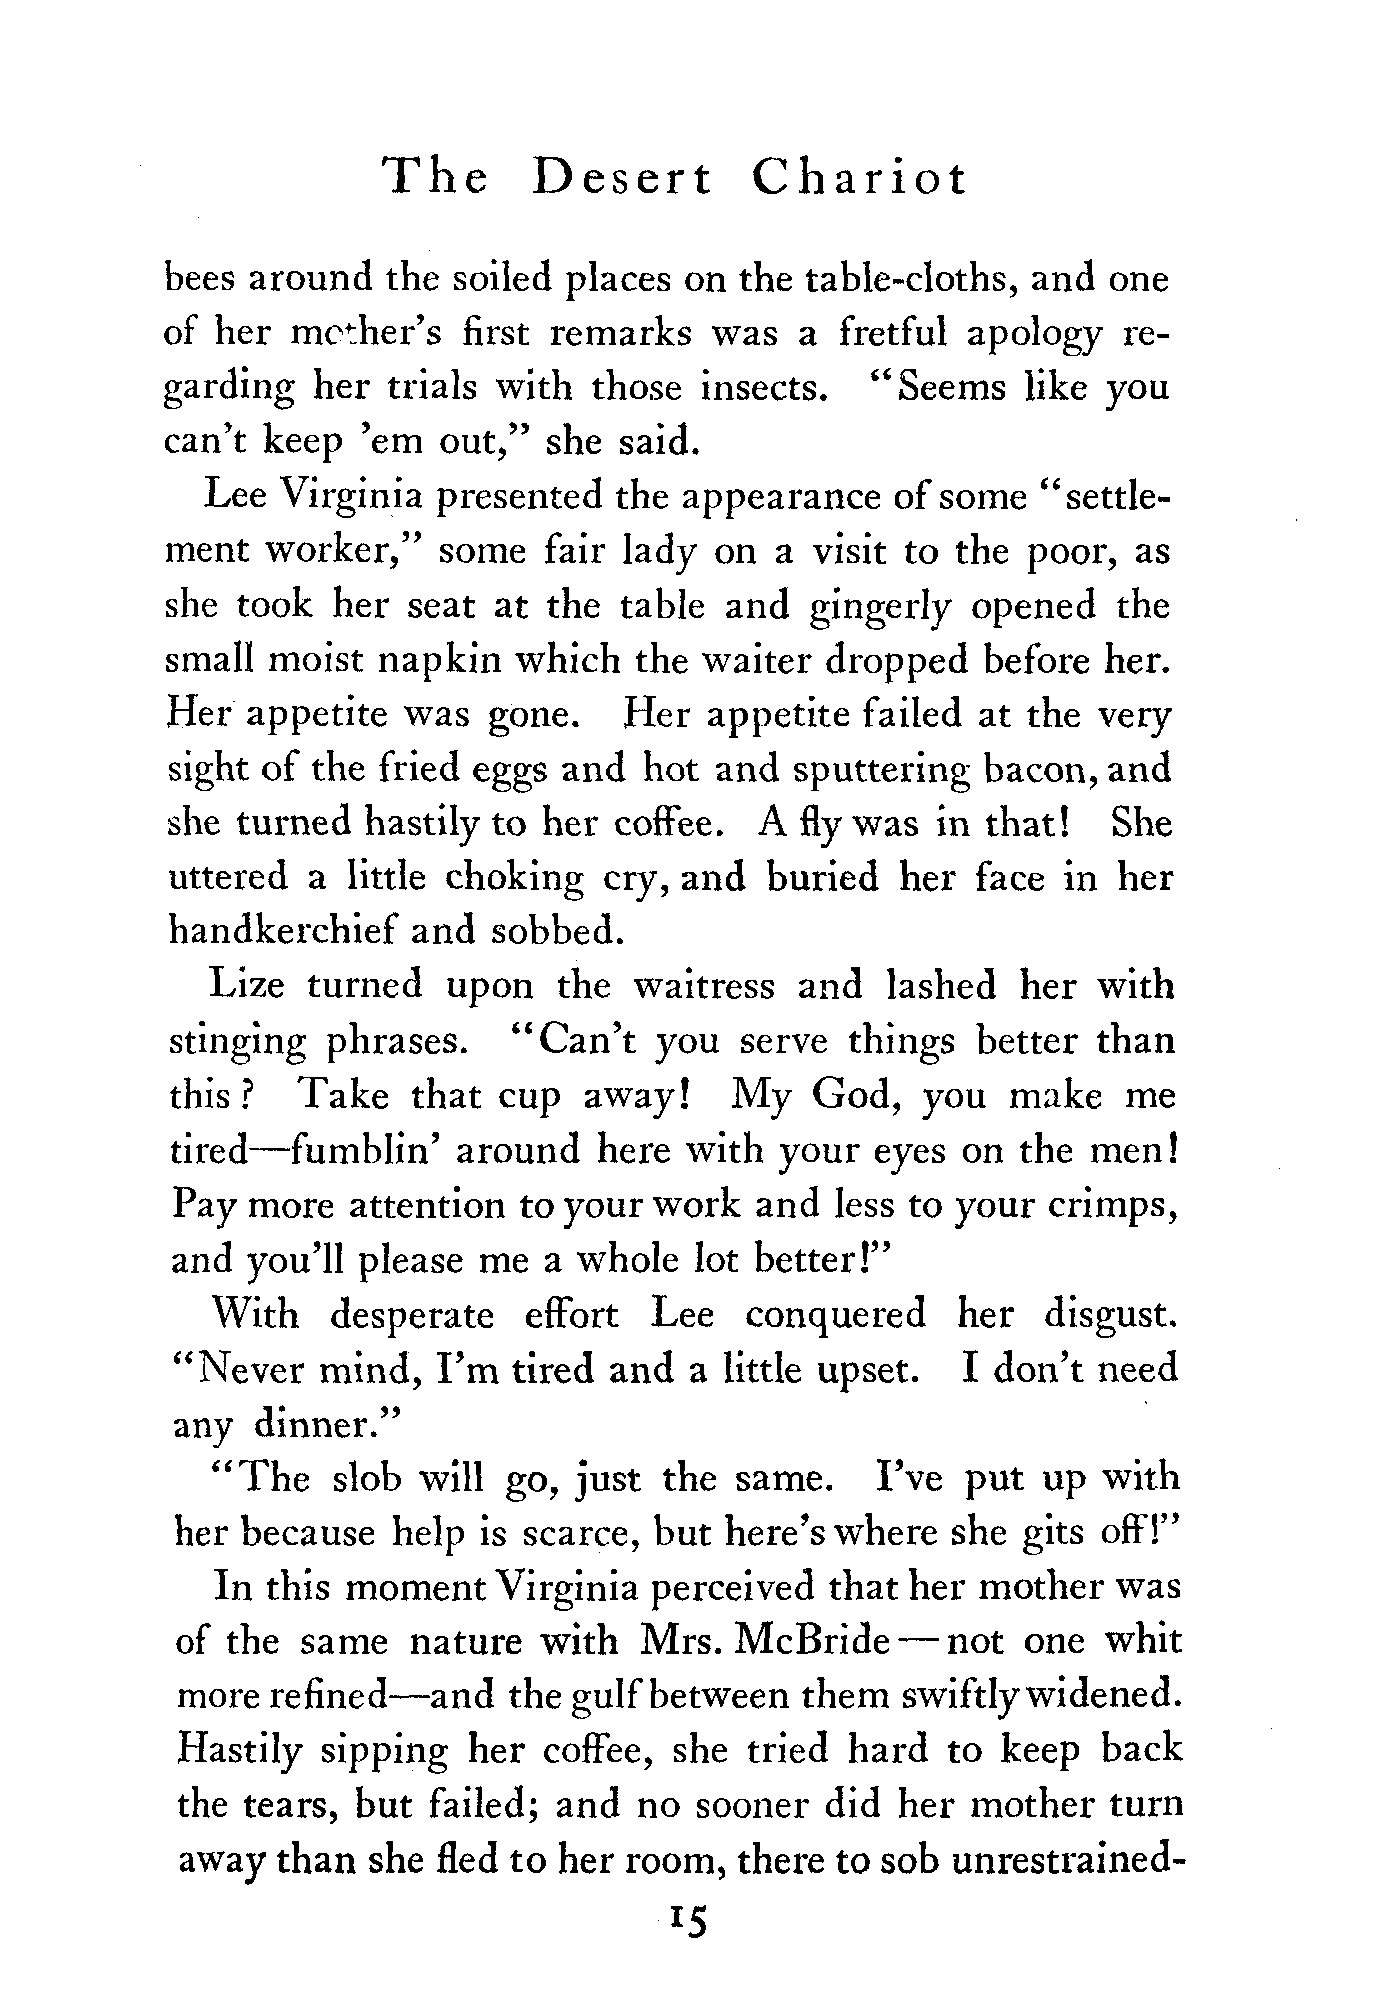 The Desert Chariot
bees around the soiled places on the table-cloths, and one
of her mother's first remarks was a fretful apology re-
garding her trials with those insects. “Seems like you
can't keep 'em out,” she said.
Lee Virginia presented the appearance of some “settle-
ment worker,” some fair lady on a visit to the poor, as
she took her seat at the table and gingerly opened the
small moist napkin which the waiter dropped before her.
Her appetite was gone. Her appetite failed at the very
sight of the fried eggs and hot and sputtering bacon, and
she turned hastily to her coffee. A fly was in that! She
uttered a little choking cry, and buried her face in her
handkerchief and sobbed.
Lize turned upon the waitress and lashed her with
stinging phrases. “Can't you serve things better than
this? Take that cup away! My God, you make me
tired—fumblin' around here with your eyes on the men!
Pay more attention to your work and less to your crimps,
and you'll please me a whole lot better!”
With desperate effort Lee conquered her disgust.
“Never mind, I'm tired and a little upset. I don't need
any dinner.”
“The slob will go, just the same. I've put up with
her because help is scarce, but here's where she gits off!”
In this moment Virginia perceived that her mother was
of the same nature with Mrs. McBride—not one whit
more refined—and the gulf between them swiftly widened.
Hastily sipping her coffee, she tried hard to keep back
the tears, but failed; and no sooner did her mother turn
away than she fled to her room, there to sob unrestrained-
15